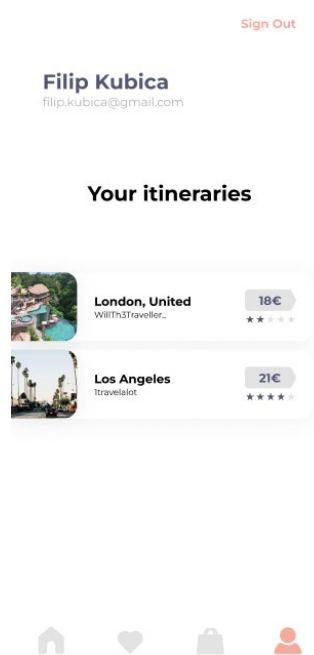 Sign Out
Filip Kubica
filip.kubica@gmail.com
Your itineraries
London, United
WillTh3Traveller...
18€
Los Angeles
1travelalot
21€